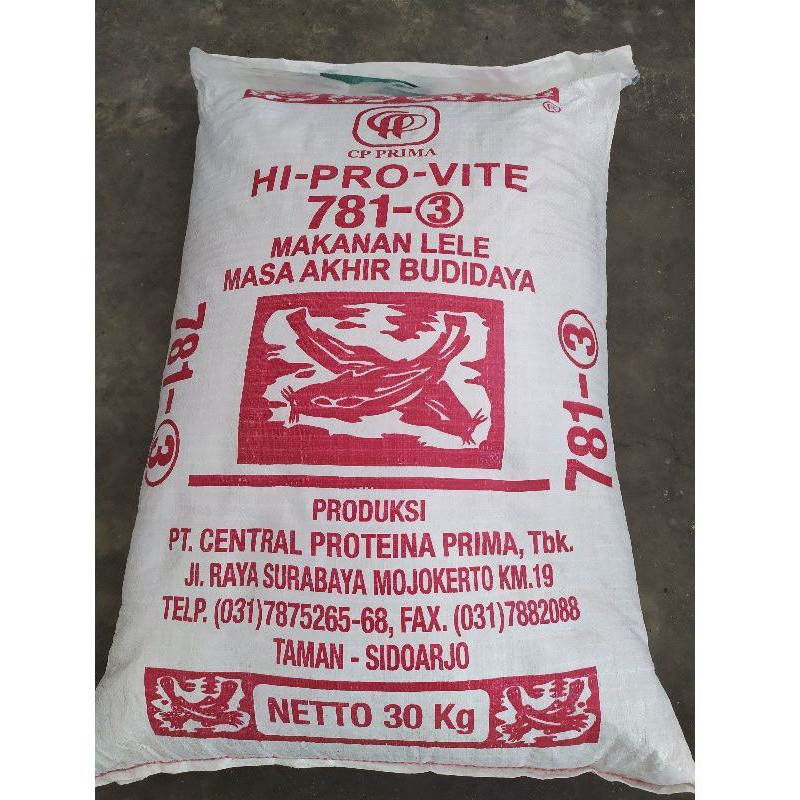 ®
CP PRIMA
HI-PRO-VITE
781-③
MAKANAN LELE
MASA AKHIR BUDIDAYA
781-③
781-③
PRODUKSI
PT. CENTRAL PROTEINA PRIMA, Tbk.
Jl. RAYA SURABAYA MOJOKERTO KM.19
TELP. (031)7875265-68, FAX. (031)7882088
TAMAN - SIDOARJO
NETTO 30 Kg